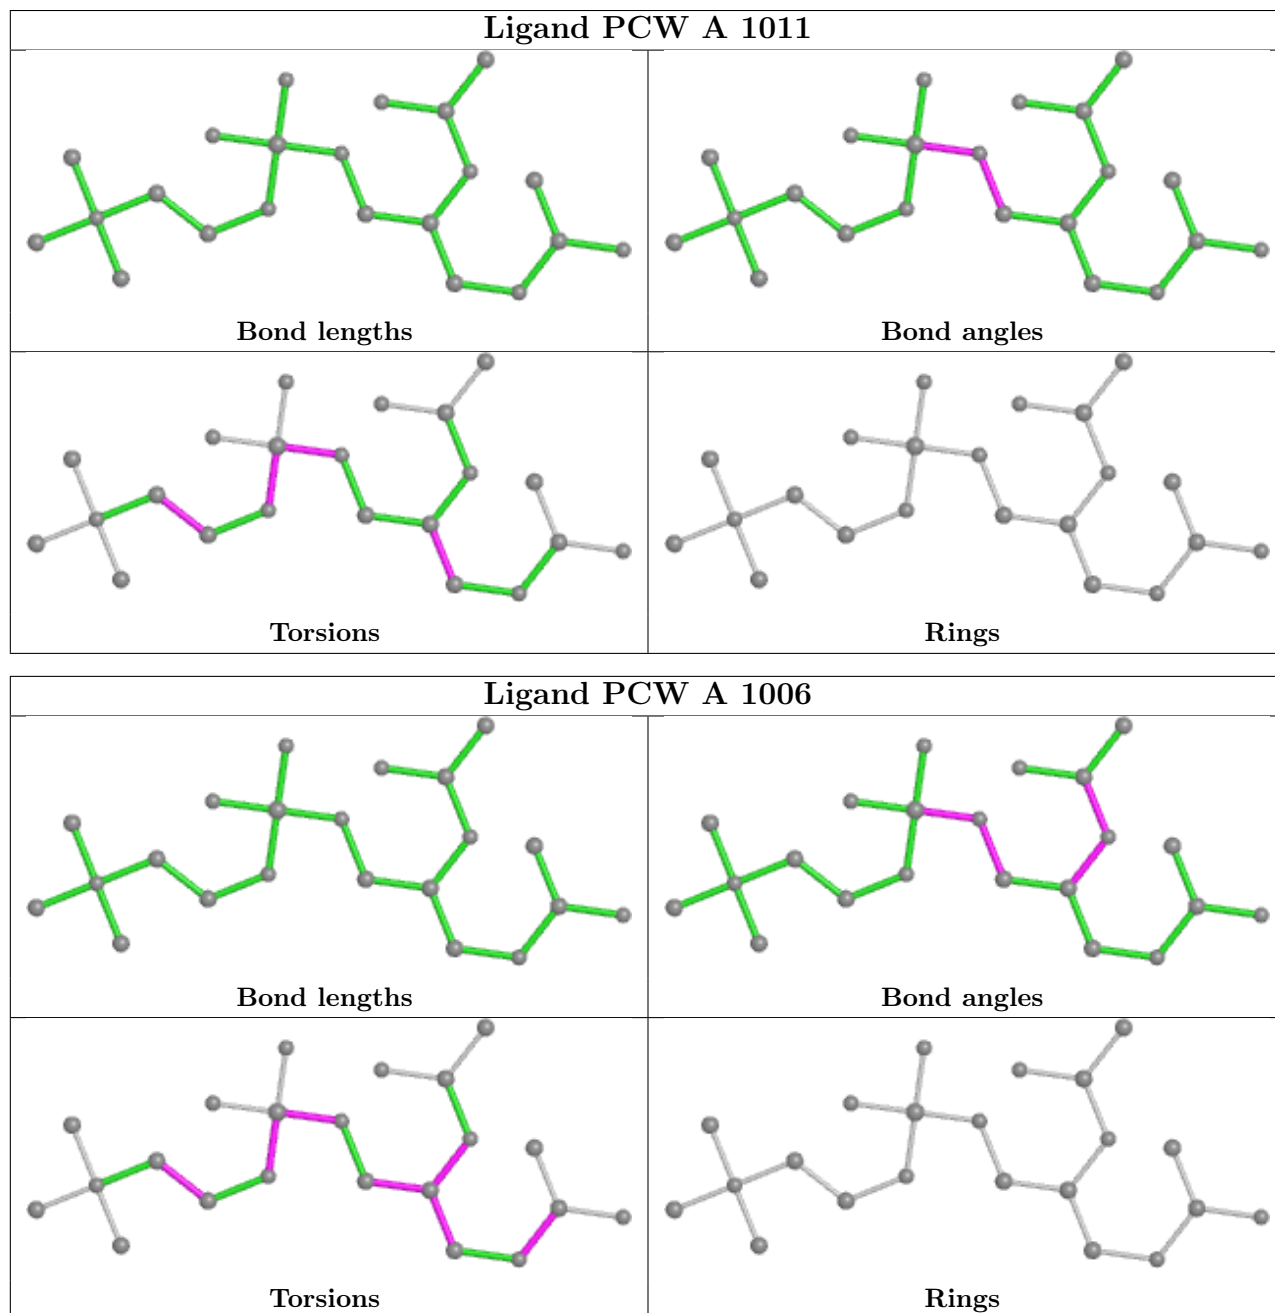 Ligand PCW A 1011
Bond lengths
Bond angles
Torsions
Rings
Ligand PCW A 1006
Bond lengths
Bond angles
Torsions
Rings